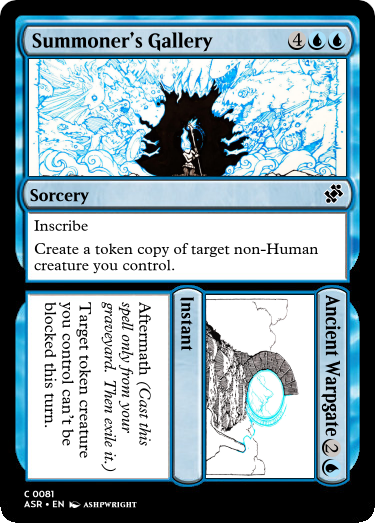 Summoner's Gallery 4
Sorcery
Inscribe
Create a token copy of target non-Human
creature you control.
Ancient Warpgate 2
Instant
Aftermath (Cast this
spell only from your
graveyard. Then exile it.)
Target token creature
you control can't be
blocked this turn.
C 0081
ASR • EN ASHPWRIGHT